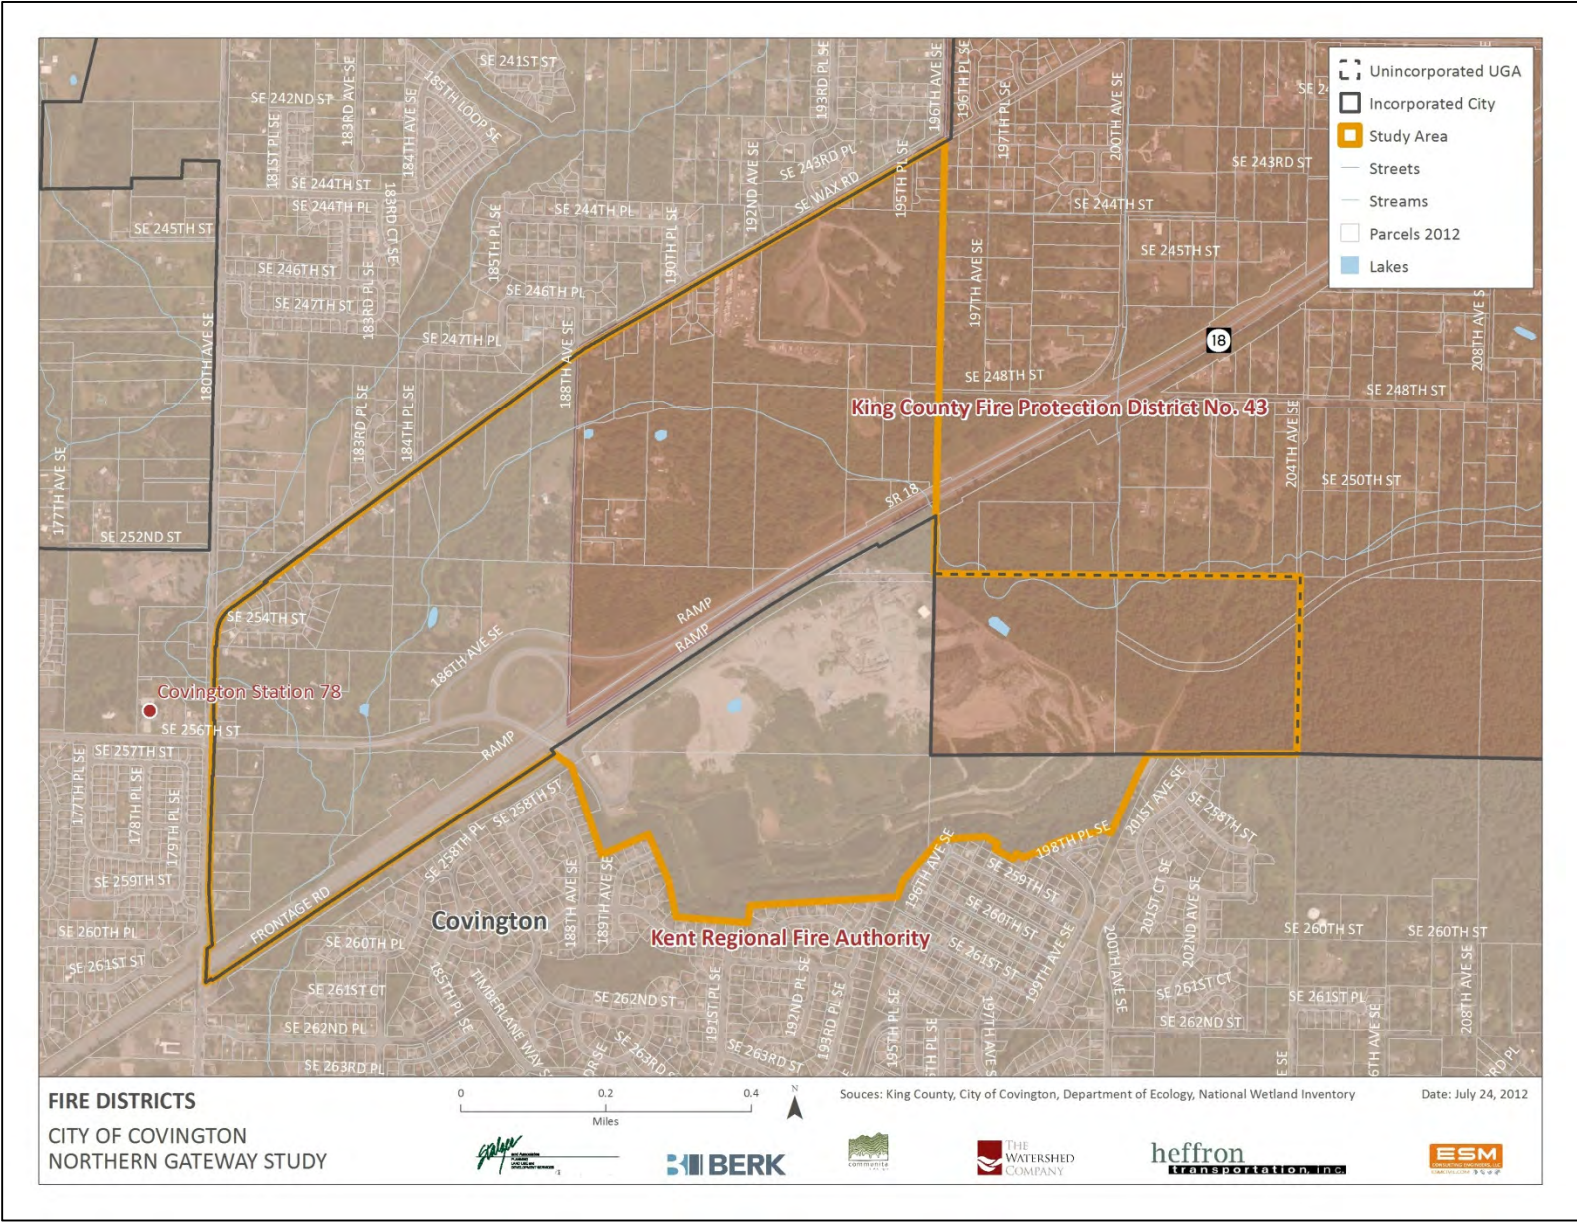 SE 241ST ST
185TH LOOP SE
SE 242ND ST
183RD AVE SE
184TH AVE SE
181ST PL SE
193RD PL SE
196TH AVE SE
196TH PL SE
197TH PL SE
200TH AVE SE
Unincorporated UGA
Incorporated City
Study Area
Streets
Streams
Parcels 2012
Lakes
SE 243RD PL
192ND AVE SE
SE WAX RD
195TH PL SE
SE 243RD ST
SE 244TH ST
SE 244TH ST
SE 244TH PL
183RD CT SE
SE 244TH PL
185TH PL SE
190TH PL SE
SE 245TH ST
SE 245TH ST
SE 246TH ST
SE 247TH ST
183RD PL SE
SE 246TH PL
SE 247TH PL
188TH AVE SE
180TH AVE SE
197TH AVE SE
18
208TH AVE S
SE 248TH ST
SE 248TH ST
King County Fire Protection District No. 43
183RD PL SE
184TH PL SE
177TH AVE SE
204TH AVE SE
SE 250TH ST
SR 18
SE 252ND ST
SE 254TH ST
RAMP
RAMP
186TH AVE SE
Covington Station 78
SE 256TH ST
SE 257TH ST
RAMP
177TH PL SE
178TH PL SE
179TH PL SE
SE 258TH ST
SE 258TH PL
201ST AVE SE
SE 258TH ST
198TH PL SE
196TH AVE SE
SE 259TH ST
SE 259TH ST
188TH AVE SE
189TH AVE SE
FRONTAGE RD
Covington
Kent Regional Fire Authority
SE 260TH ST
201ST CT SE
202ND AVE SE
SE 260TH ST
SE 260TH ST
SE 260TH PL
SE 261ST ST
SE 260TH PL
SE 261ST ST
199TH AVE SE
200TH AVE SE
SE 261ST CT
SE 261ST CT
185TH PL SE
TIMBERLANE WAY S
SE 262ND ST
191ST PL SE
192ND PL SE
193RD PL SE
195TH PL SE
197TH AVE S
SE 261ST PL
208TH AVE SE
SE 262ND PL
SE 262ND ST
SE 263RD PL
SE 263RD S
SE 263RD ST
FIRE DISTRICTS
CITY OF COVINGTON
NORTHERN GATEWAY STUDY
0 0.2 0.4
Miles
N
Souces: King County, City of Covington, Department of Ecology, National Wetland Inventory
Date: July 24, 2012
BERK
communita
THE
WATERSHED
COMPANY
heffron
transportation, inc.
ESM
CONSULTING ENGINEERS, LLC